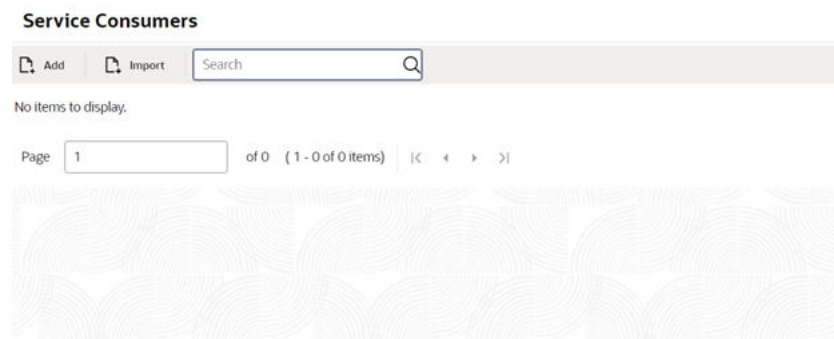 Service Consumers
Add Import Search
No items to display.
Page 1 of 0 ( 1 - 0 of 0 items)